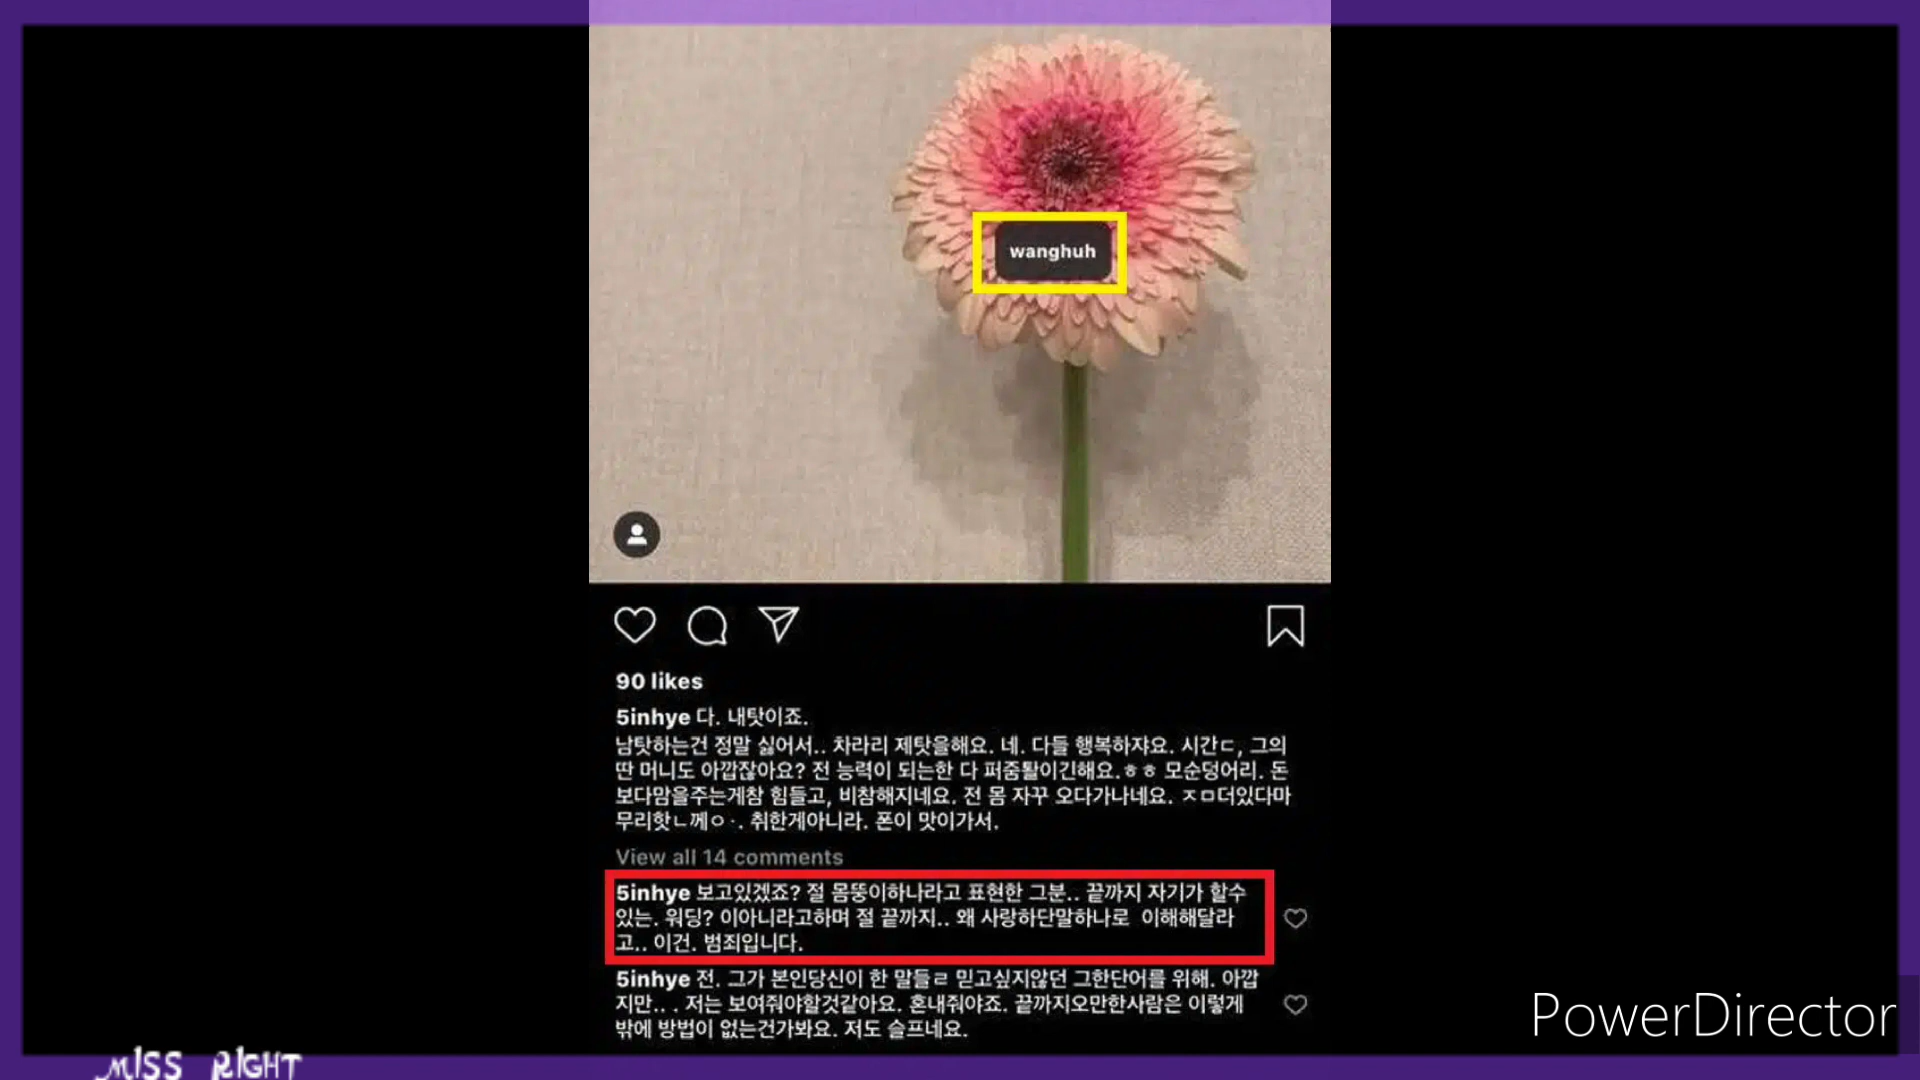 wanghuh
90 likes
5inhye 다. 내탓이죠.
남탓하는건 정말 싫어서.. 차라리 제탓을해요. 네. 다들 행복하쟈요. 시간ㄷ, 그의
딴 머니도 아깝잖아요? 전 능력이 되는한 다 퍼줌퇄이긴해요.ㅎㅎ 모순덩어리. 돈
보다맘을주는게참 힘들고, 비참해지네요. 전 몸 자꾸 오다가나네요. ㅈㅁ더있다마
무리핫ㄴ께ㅇㆍ. 취한게아니라. 폰이 맛이가서.
View all 14 comments
5inhye 보고있겠죠? 절 몸뚱이하나라고 표현한 그분.. 끝까지 자기가 할수
있는. 워딩? 이아니라고하며 절 끝까지.. 왜 사랑하단말하나로 이해해달라
고.. 이건. 범죄입니다.
5inhye 전. 그가 본인당신이 한 말들ㄹ 믿고싶지않던 그한단어를 위해. 아깝
지만.. . 저는 보여줘야할것같아요. 혼내줘야죠. 끝까지오만한사람은 이렇게
밖에 방법이 없는건가봐요. 저도 슬프네요.
PowerDirector
MISS RIGHT